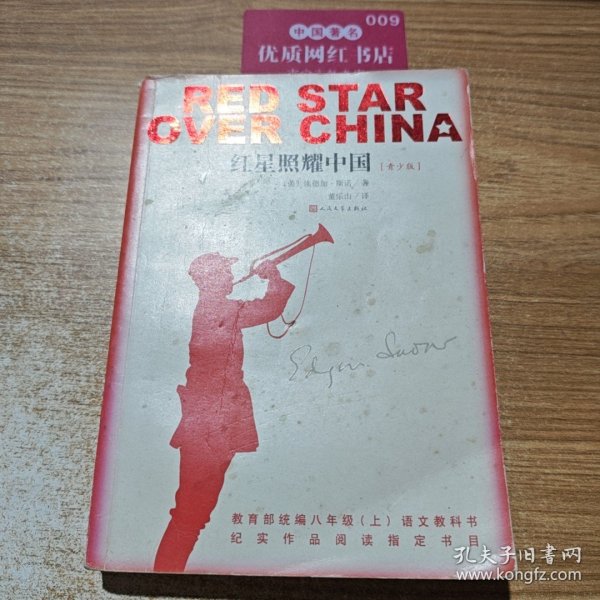 中国著名
009
优质网红书店
RED STAR
OVER CHINA
红星照耀中国
[青少版]
[美]埃德加·斯诺 著
董乐山 译
人民文学出版社
Edgar Snow
教育部统编八年级(上)语文教科书
纪实作品阅读指定书目
孔夫子旧书网
www.kongfz.com